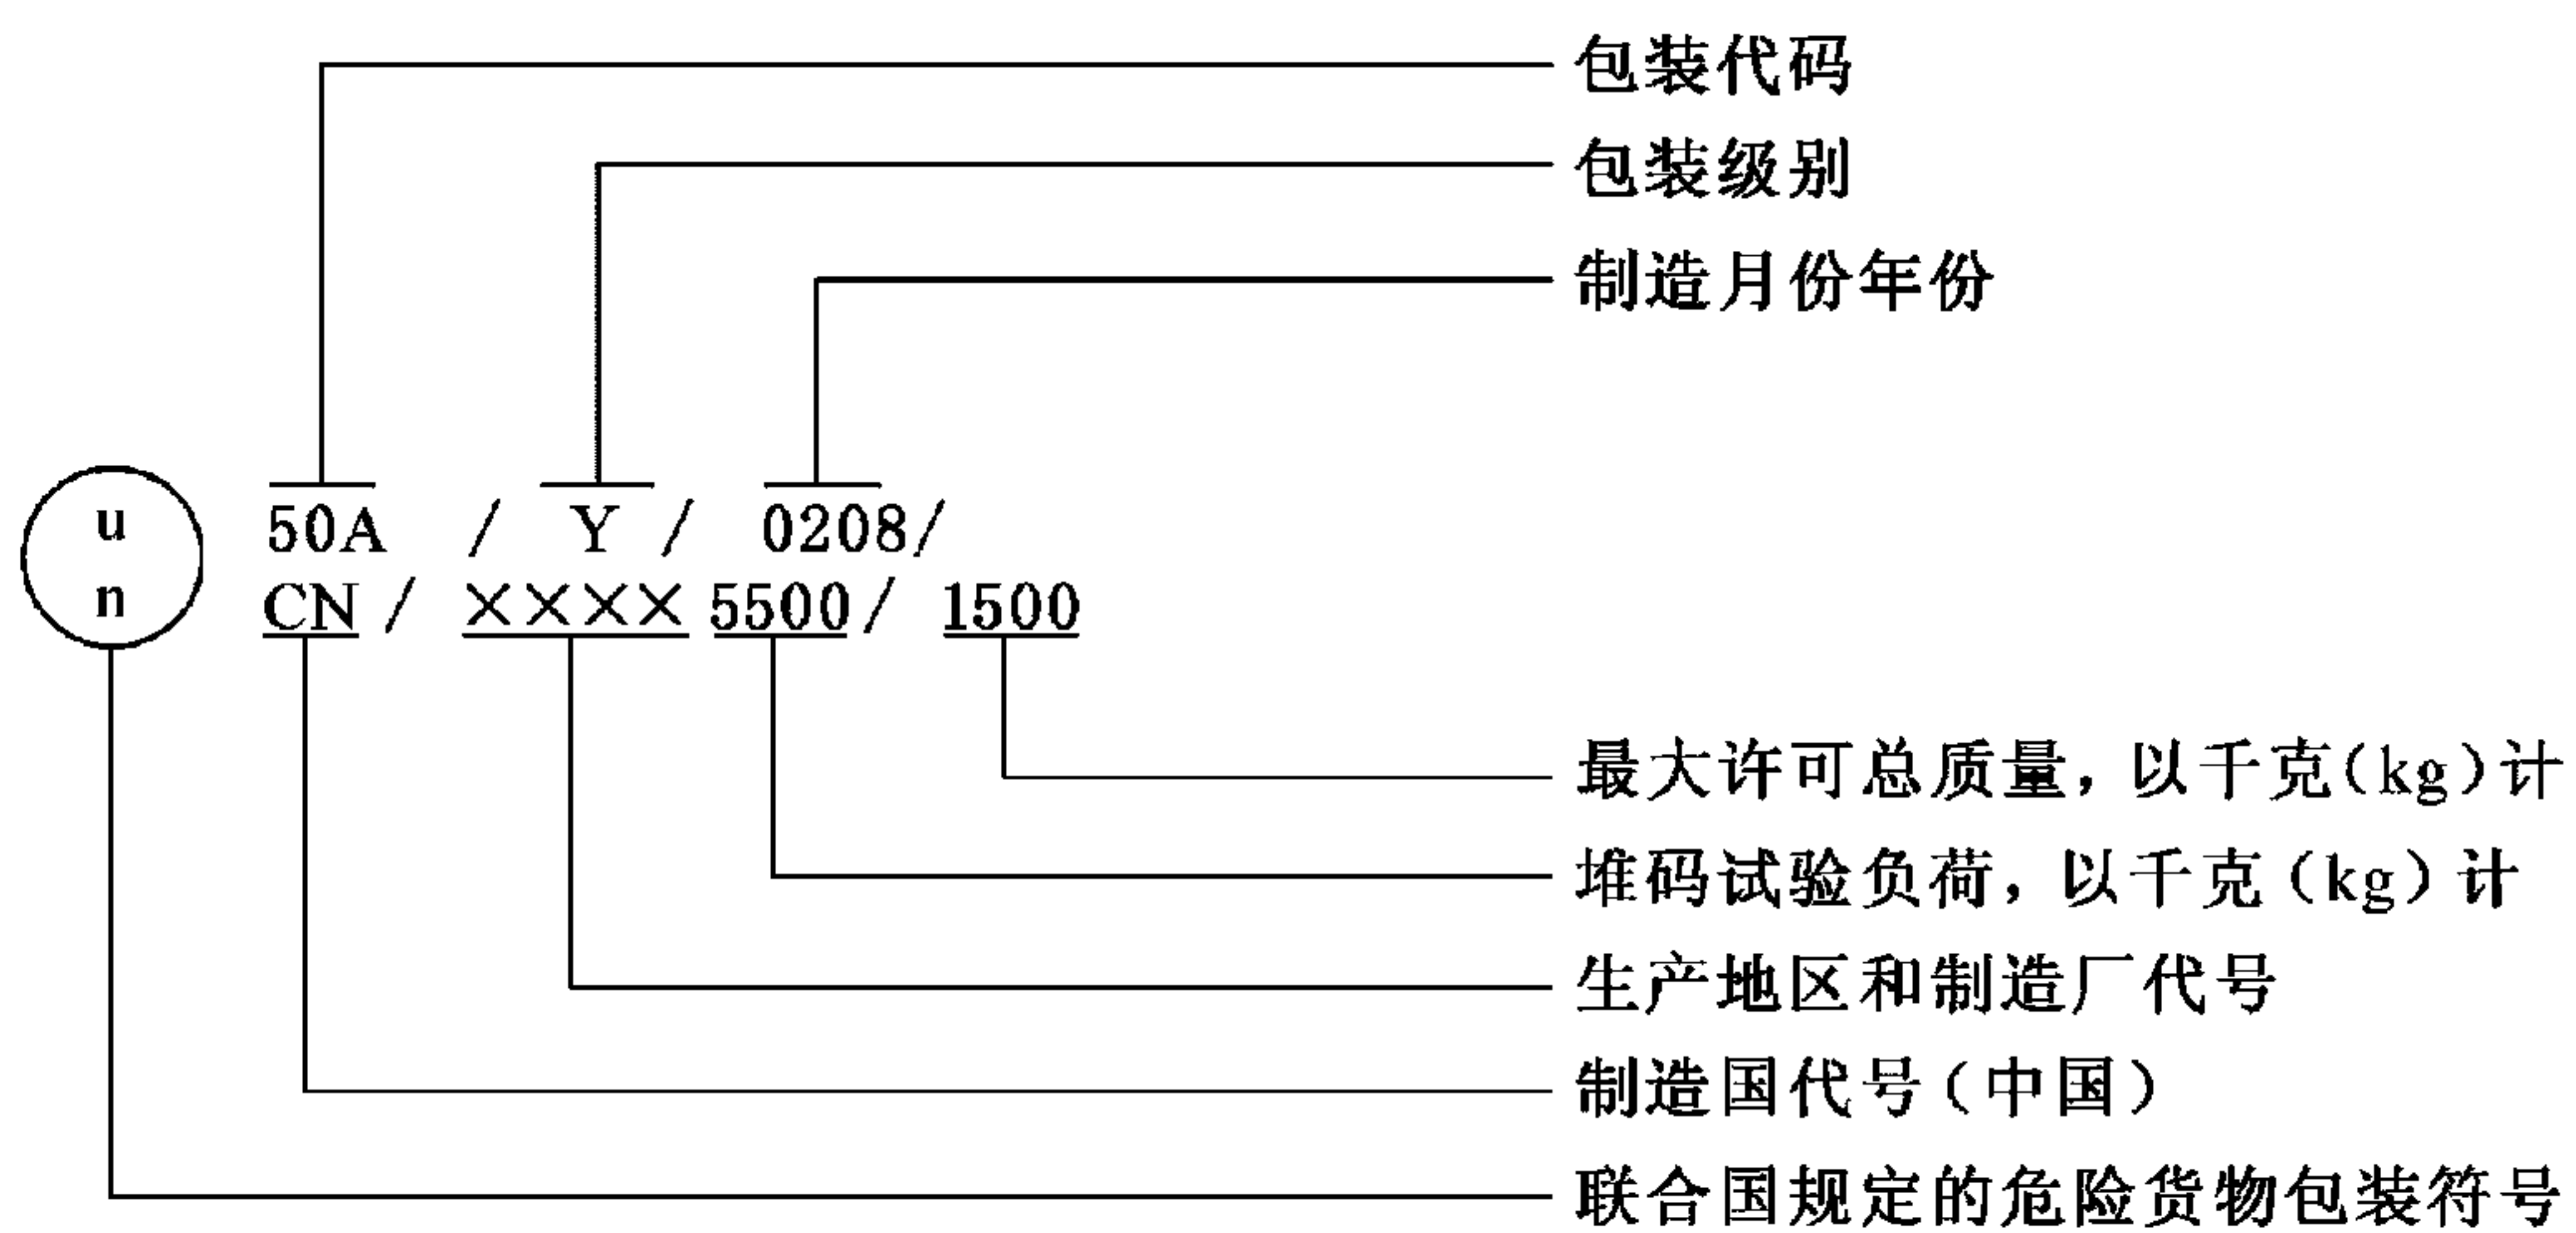 包装代码
包装级别
制造月份年份
u
n
50A / Y / 0208/
CN / ×××× 5500/ 1500
最大许可总质量，以千克(kg)计
堆码试验负荷，以千克(kg)计
生产地区和制造厂代号
制造国代号(中国)
联合国规定的危险货物包装符号